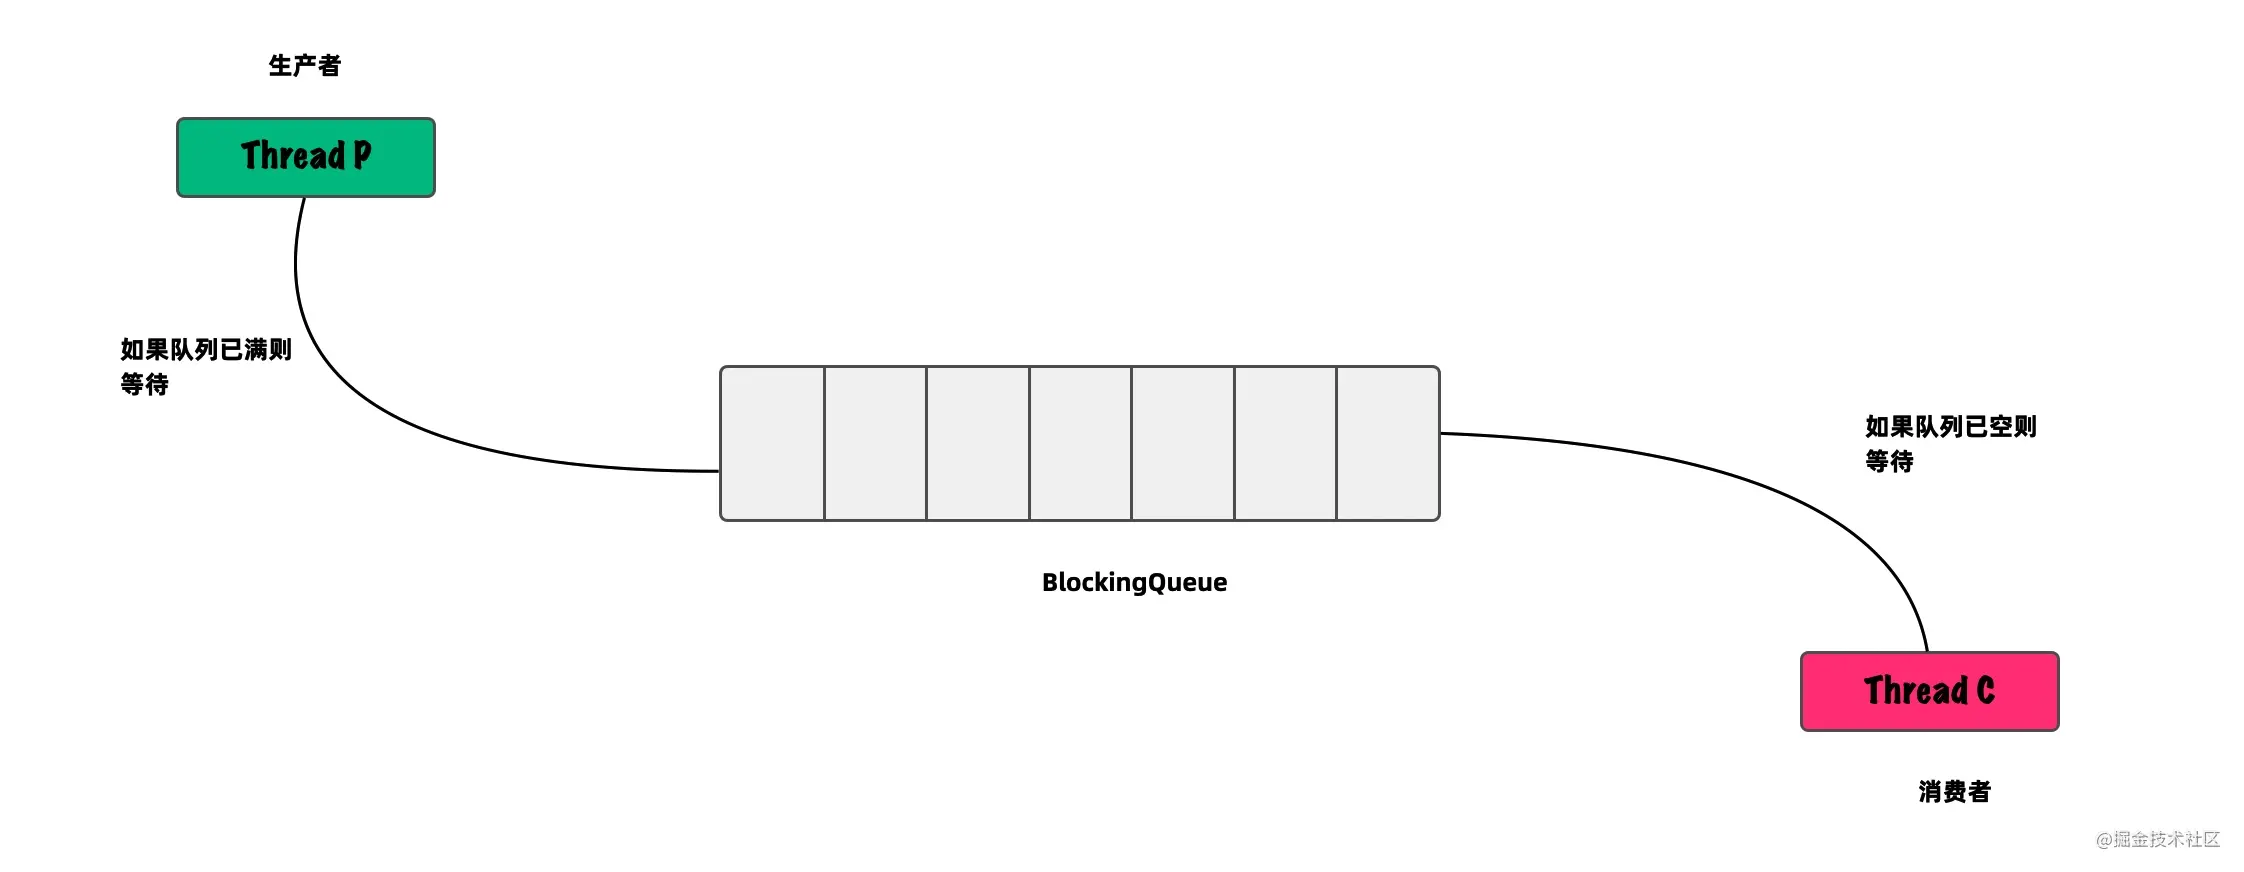 生产者
Thread P
如果队列已满则
等待
BlockingQueue
如果队列已空则
等待
Thread C
消费者
@掘金技术社区